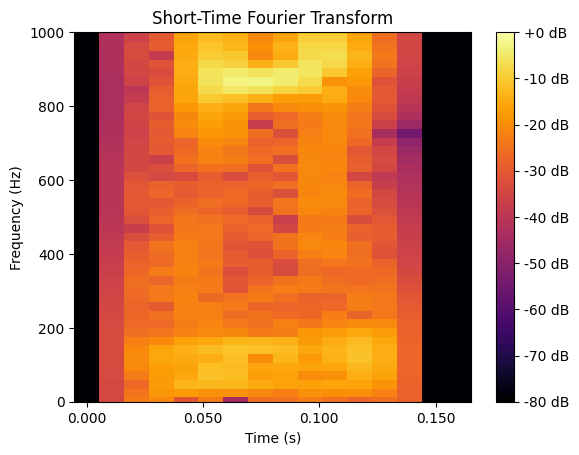 Short-Time Fourier Transform
Frequency (Hz)
1000
800
600
400
200
0
0.000
0.050
0.100
0.150
Time (s)
+0 dB
-10 dB
-20 dB
-30 dB
-40 dB
-50 dB
-60 dB
-70 dB
-80 dB